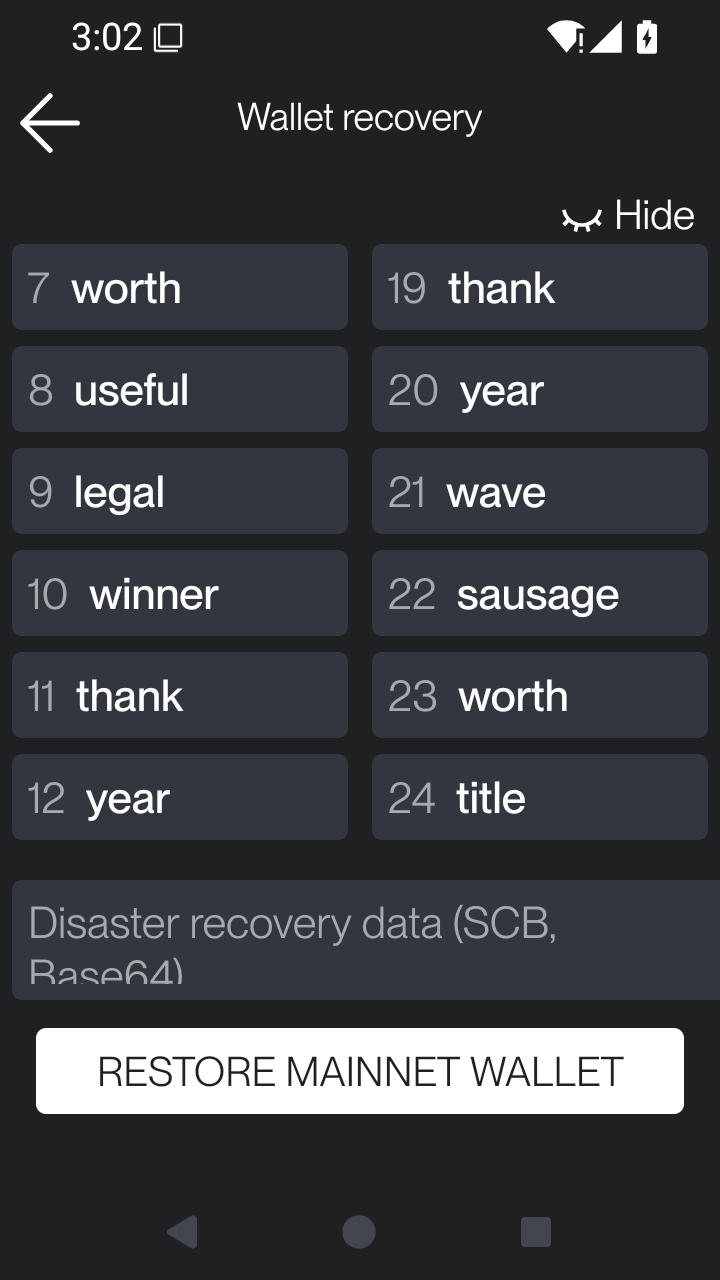 3:02
Wallet recovery
Hide
7 worth
19 thank
8 useful
20 year
9 legal
21 wave
10 winner
22 sausage
11 thank
23 worth
12 year
24 title
Disaster recovery data (SCB,
Base64)
RESTORE MAINNET WALLET